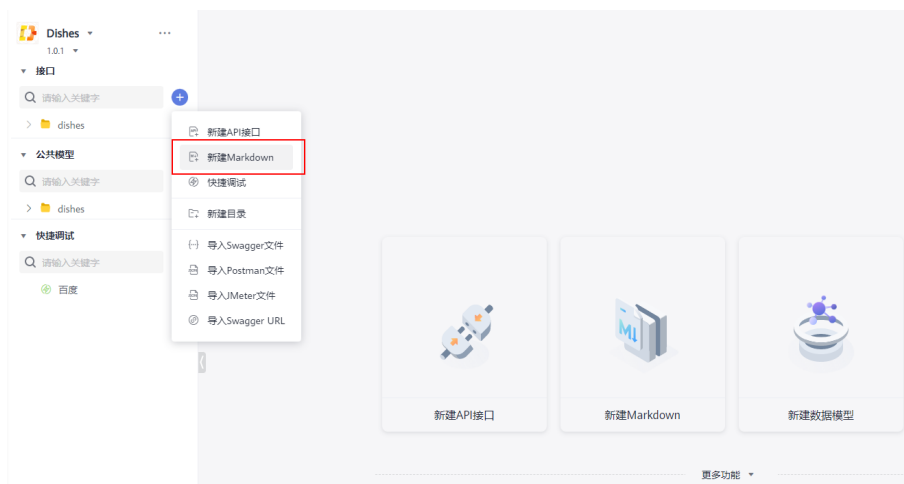 Dishes
1.0.1
接口
请输入关键字
dishes
公共模型
请输入关键字
dishes
快捷调试
请输入关键字
百度
新建API接口
新建Markdown
快捷调试
新建目录
导入Swagger文件
导入Postman文件
导入JMeter文件
导入Swagger URL
新建API接口
新建Markdown
新建数据模型
更多功能